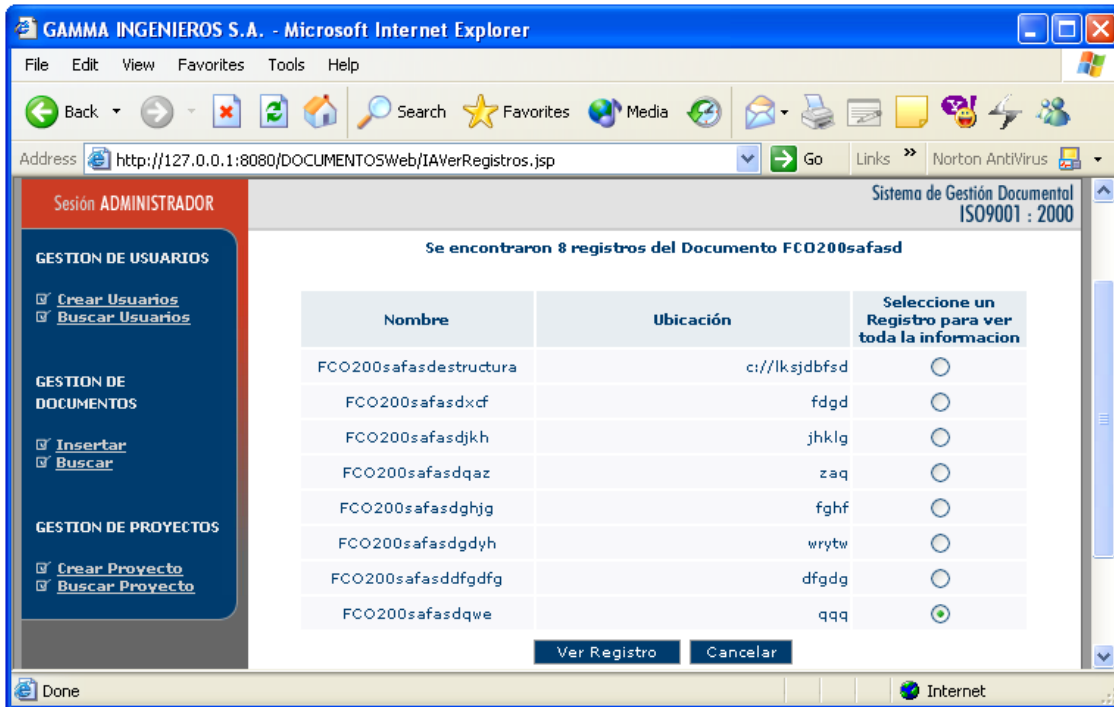 GAMMA INGENIEROS S.A. - Microsoft Internet Explorer
File Edit View Favorites Tools Help
Back Search Favorites Media
Address http://127.0.0.1:8080/DOCUMENTOSWeb/IAVerRegistros.jsp Go Links » Norton AntiVirus
Sesión ADMINISTRADOR
Sistema de Gestión Documental
ISO9001 : 2000
GESTION DE USUARIOS
Crear Usuarios
Buscar Usuarios
GESTION DE
DOCUMENTOS
Insertar
Buscar
GESTION DE PROYECTOS
Crear Proyecto
Buscar Proyecto
Se encontraron 8 registros del Documento FCO200safasd
Nombre Ubicación Seleccione un
Registro para ver
toda la informacion
FCO200safasdestructura c://lksjdbfsd
FCO200safasdxcf fdgd
FCO200safasdjkh jhklg
FCO200safasdqaz zaq
FCO200safasdghjg fghf
FCO200safasdgdyh wrytw
FCO200safasddfgdfg dfgdg
FCO200safasdqwe qqq
Ver Registro Cancelar
Done Internet